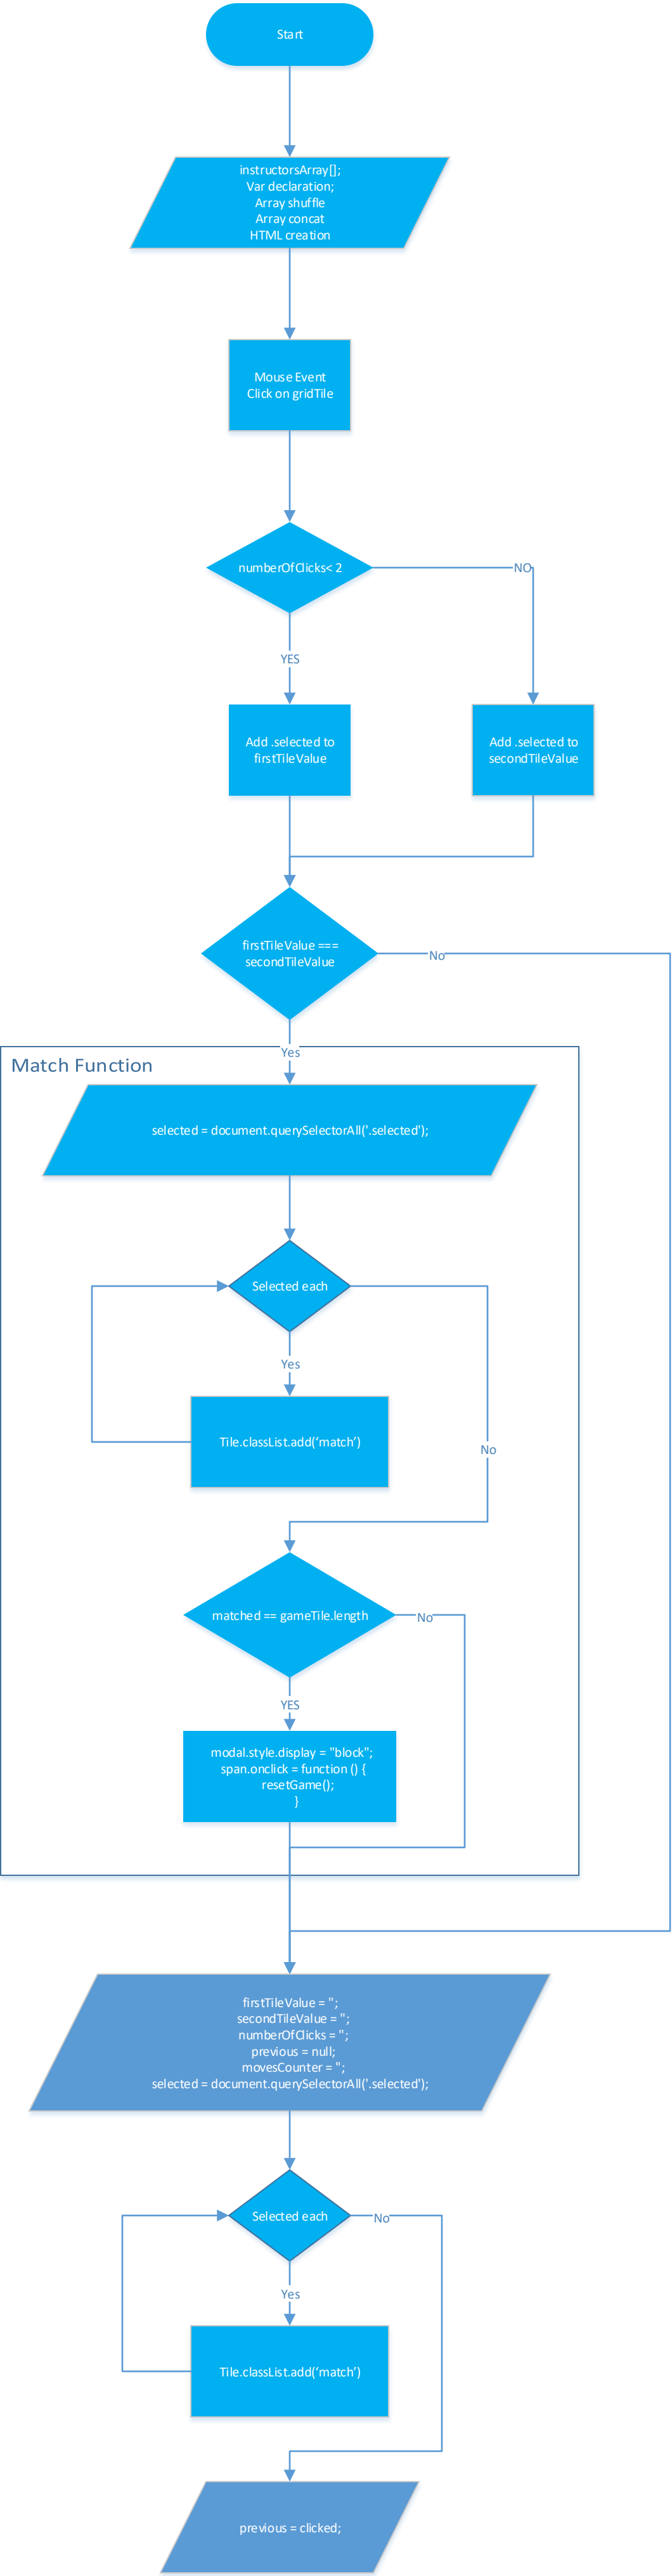 Start
instructorsArray[];
Var declaration;
Array shuffle
Array concat
HTML creation
Mouse Event
Click on gridTile
numberOfClicks< 2
NO
YES
Add .selected to
firstTileValue
Add .selected to
secondTileValue
firstTileValue ===
secondTileValue
No
Yes
Match Function
selected = document.querySelectorAll('.selected');
Selected each
Yes
Tile.classList.add(‘match’)
No
matched == gameTile.length
No
YES
modal.style.display = "block";
span.onclick = function () {
resetGame();
}
firstTileValue = '';
secondTileValue = '';
numberOfClicks = '';
previous = null;
movesCounter = '';
selected = document.querySelectorAll('.selected');
Selected each
No
Yes
Tile.classList.add(‘match’)
previous = clicked;